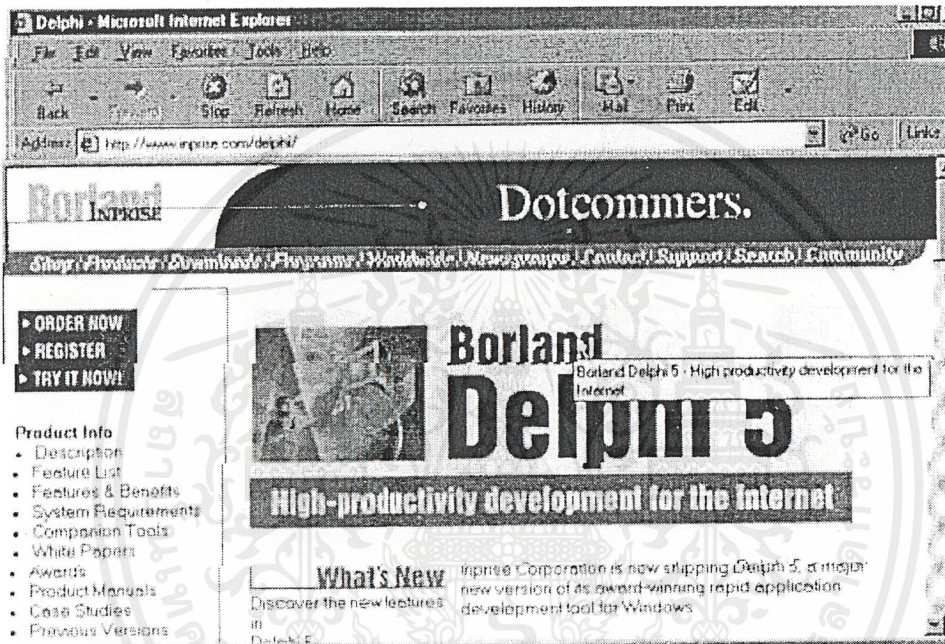 Delphi - Microsoft Internet Explorer
File Edit View Favorites Tools Help
Back Forward Stop Refresh Home Search Favorites History Mail Print Edit
Address http://www.inprise.com/delphi/ Go Links
Borland
INPRISE
Dotcommers.
Shop | Products | Downloads | Programs | Worldwide | Newsgroups | Contact | Support | Search | Community
ORDER NOW
REGISTER
TRY IT NOW!
Borland
Delphi 5
Borland Delphi 5 - High productivity development for the
Internet
High-productivity development for the Internet
Product Info
Description
Feature List
Features & Benefits
System Requirements
Companion Tools
White Papers
Awards
Product Manuals
Case Studies
Previous Versions
What's New
Discover the new features
in
Delphi 5
Inprise Corporation is now shipping Delphi 5, a major
new version of its award-winning rapid application
development tool for Windows